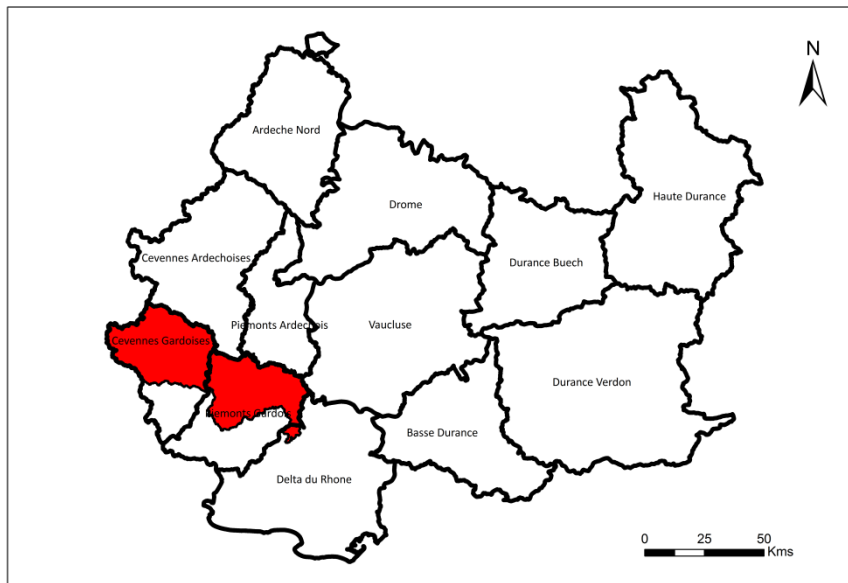 N
Ardeche Nord
Haute Durance
Drome
Cevennes Ardechoises
Durance Buech
Piemonts Ardechois
Vaucluse
Cevennes Gardoises
Durance Verdon
Piemonts Gardois
Basse Durance
Delta du Rhone
0 25 50
Kms